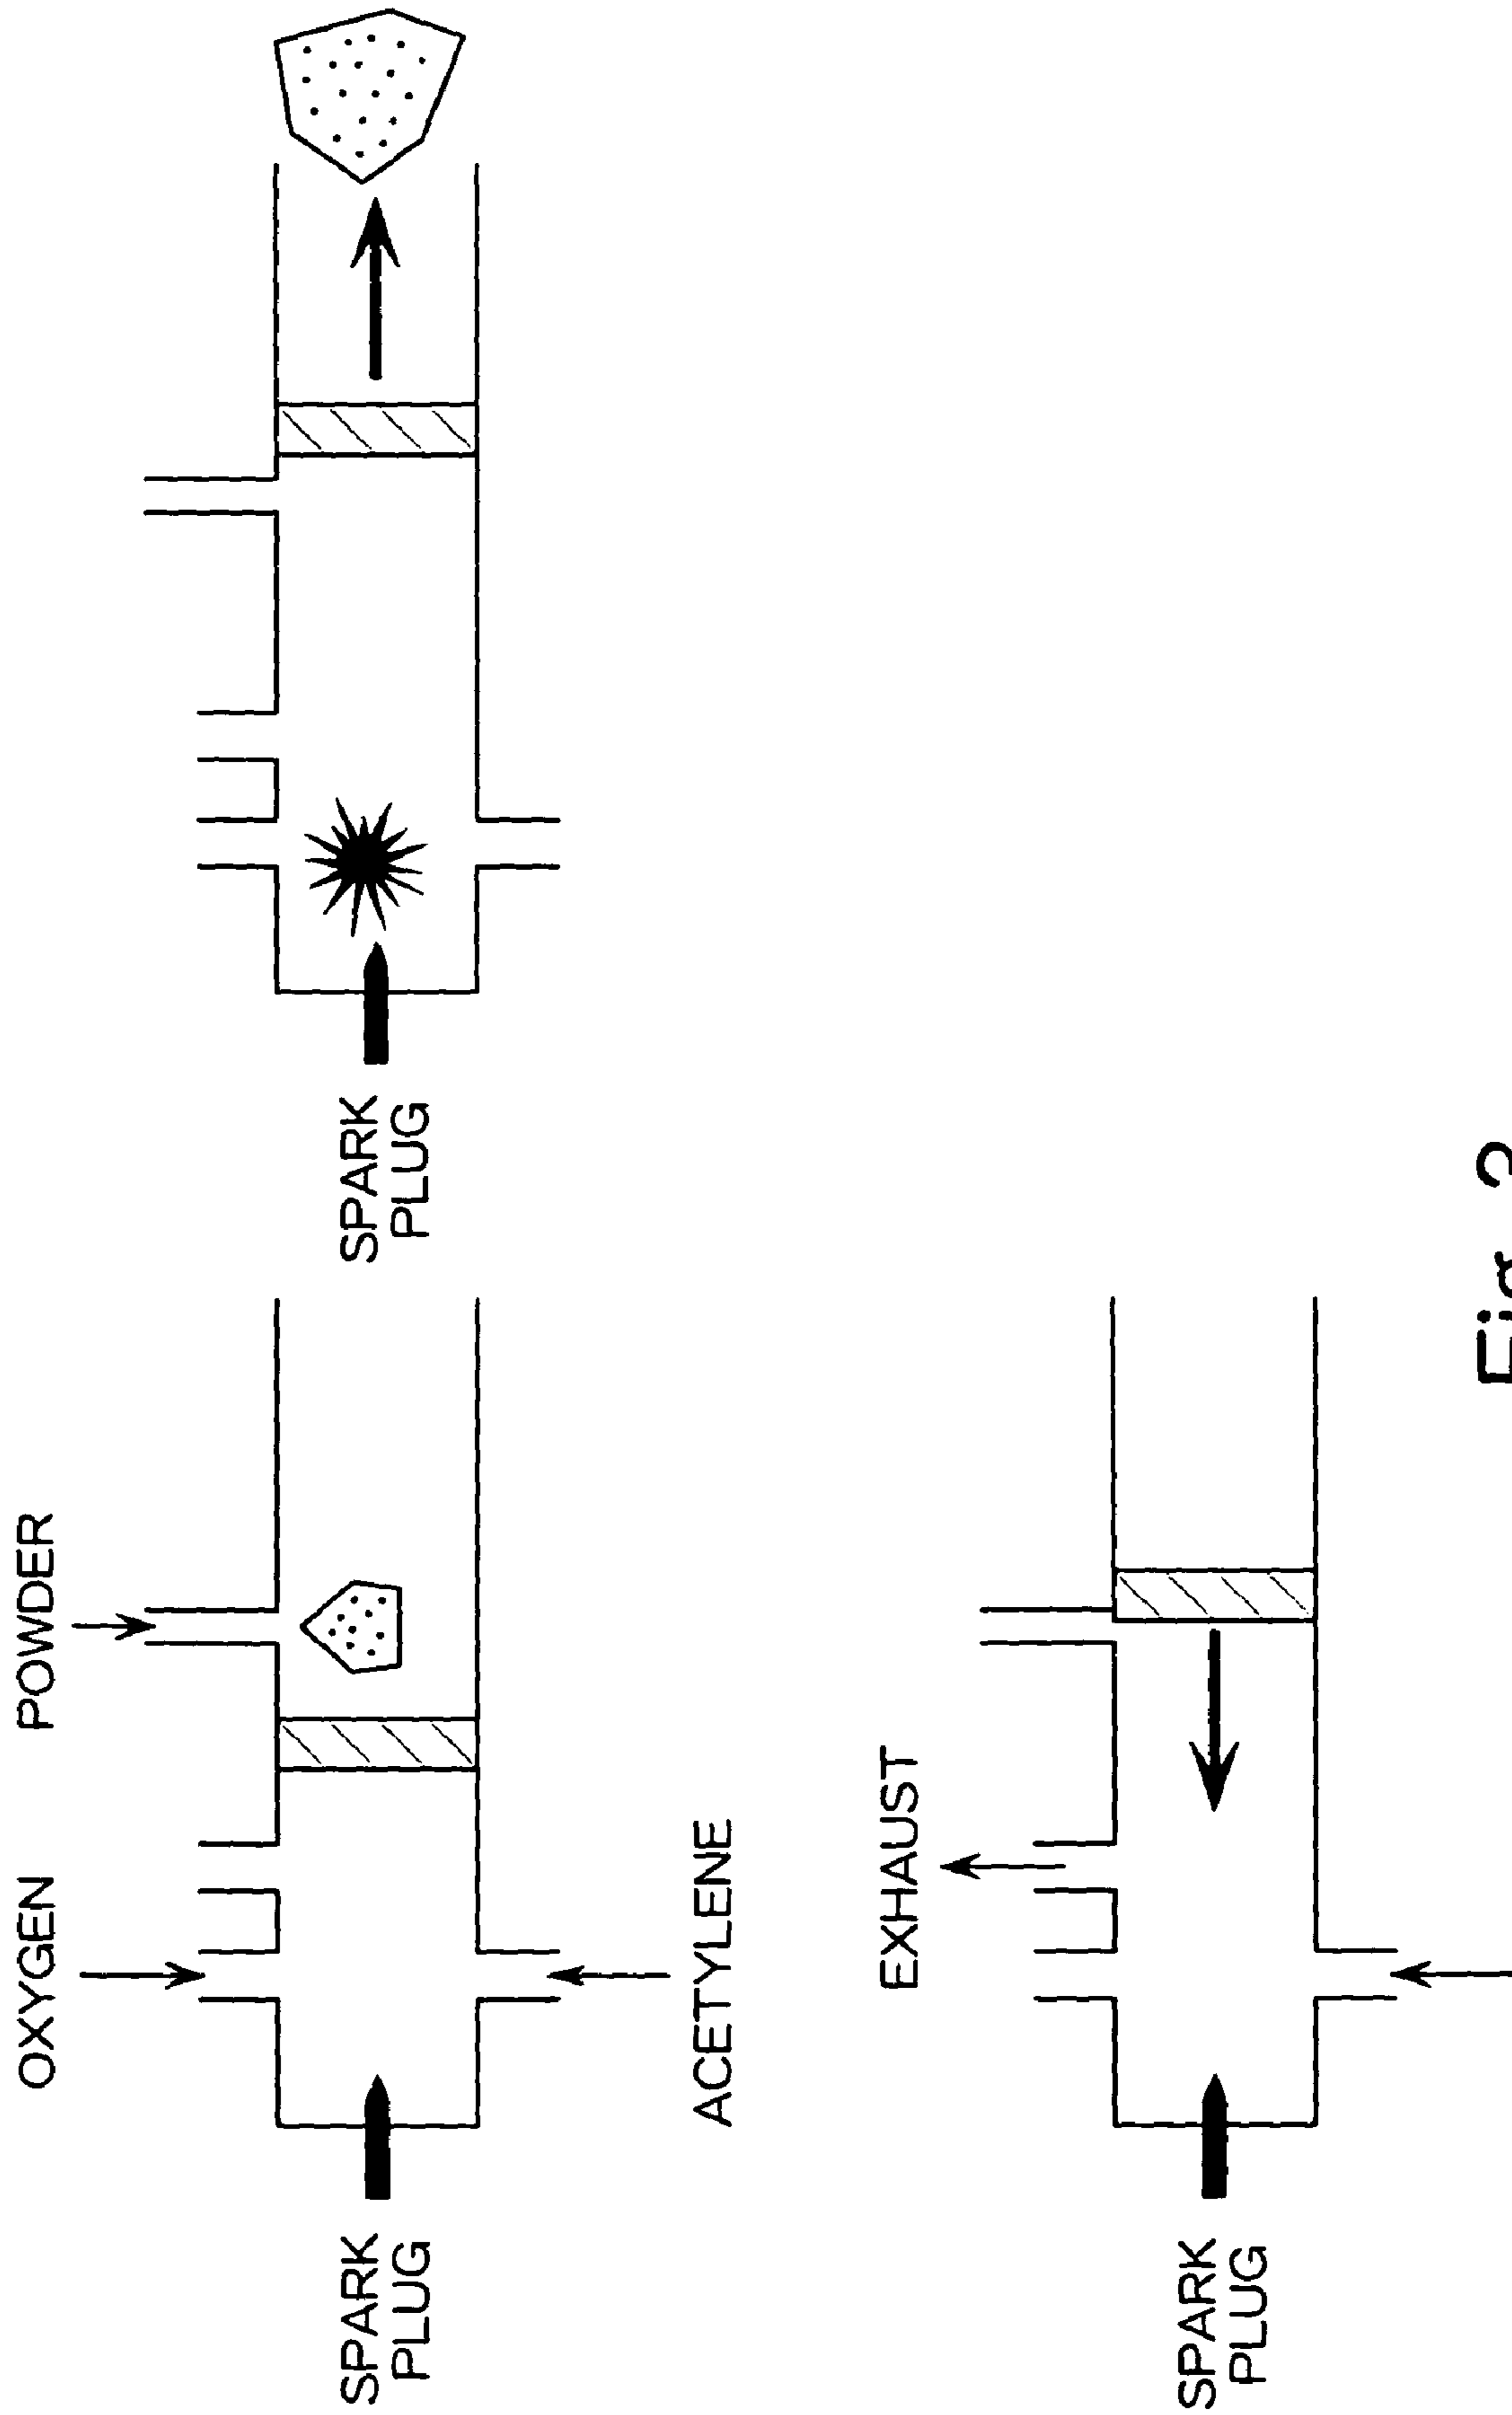 OXYGEN
POWDER
SPARK
PLUG
ACETYLENE
SPARK
PLUG
EXHAUST
SPARK
PLUG